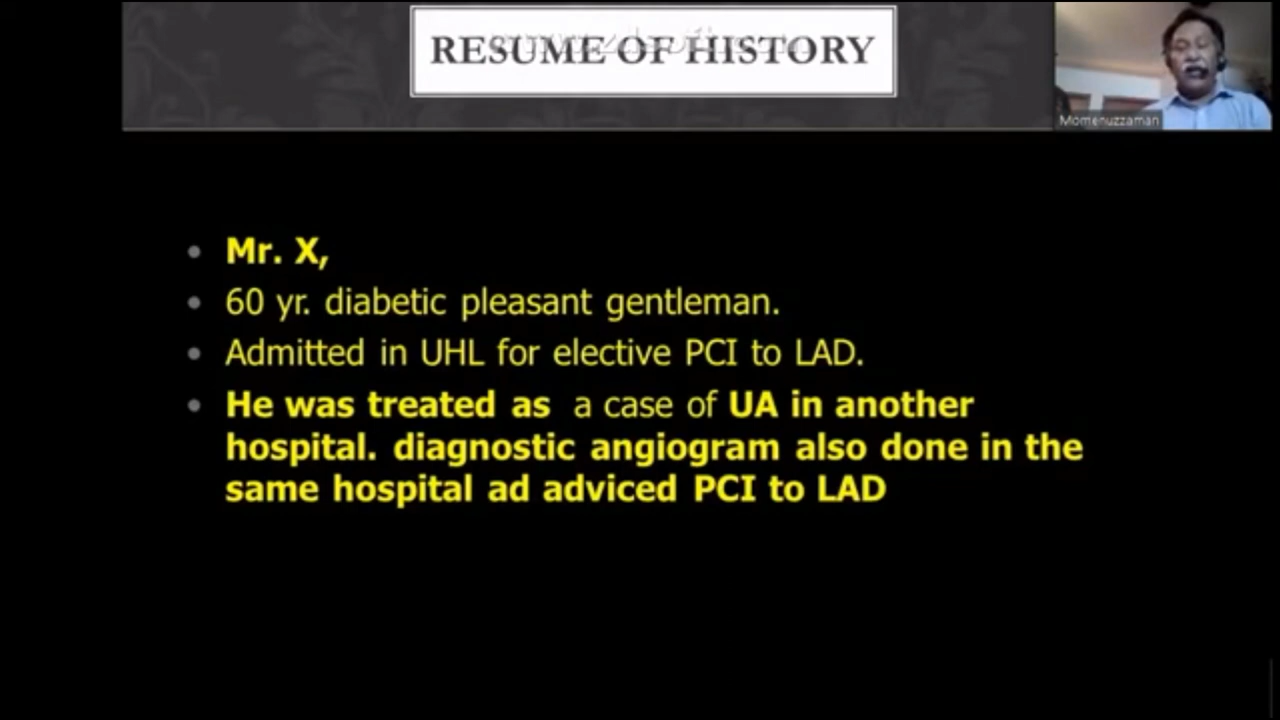 RESUME OF HISTORY
Momenuzzaman
Mr. X,
60 yr. diabetic pleasant gentleman.
Admitted in UHL for elective PCI to LAD.
He was treated as a case of UA in another
hospital. diagnostic angiogram also done in the
same hospital ad adviced PCI to LAD